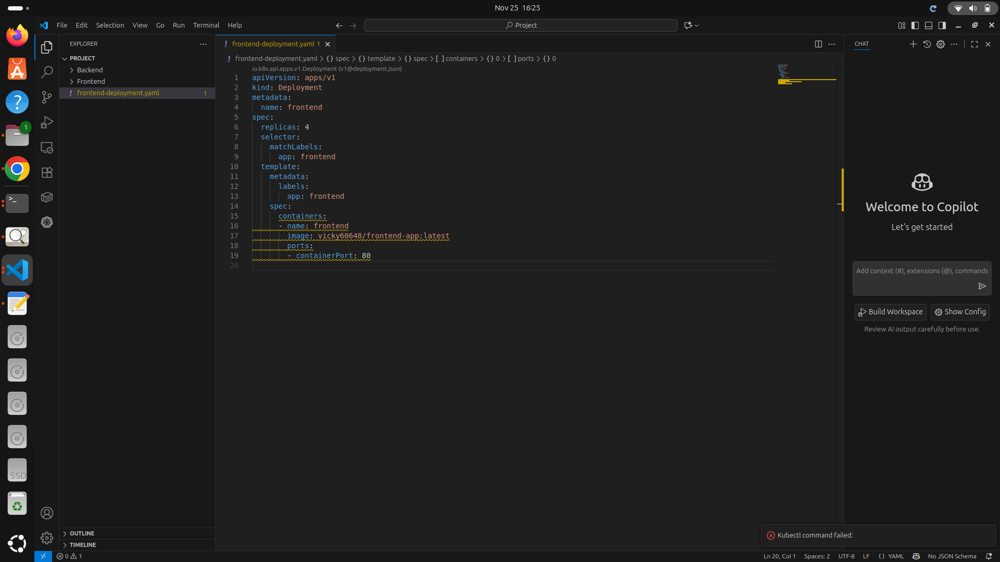 Nov 25 16:25
File Edit Selection View Go Run Terminal Help
Project
EXPLORER
frontend-deployment.yaml 1
CHAT
PROJECT
Backend
Frontend
frontend-deployment.yaml 1
frontend-deployment.yaml > {} spec > {} template > {} spec > [ ] containers > {} 0 > [ ] ports > {} 0
io.k8s.api.apps.v1.Deployment (v1@deployment.json)
1 apiVersion: apps/v1
2 kind: Deployment
3 metadata:
4 name: frontend
5 spec:
6 replicas: 4
7 selector:
8 matchLabels:
9 app: frontend
10 template:
11 metadata:
12 labels:
13 app: frontend
14 spec:
15 containers:
16 - name: frontend
17 image: vicky60648/frontend-app:latest
18 ports:
19 - containerPort: 80
20
Welcome to Copilot
Let's get started
Add context (#), extensions (@), commands
Build Workspace Show Config
Review AI output carefully before use.
1
>_
?
SSD
OUTLINE
TIMELINE
Kubectl command failed:
0 1
Ln 20, Col 1 Spaces: 2 UTF-8 LF {} YAML No JSON Schema